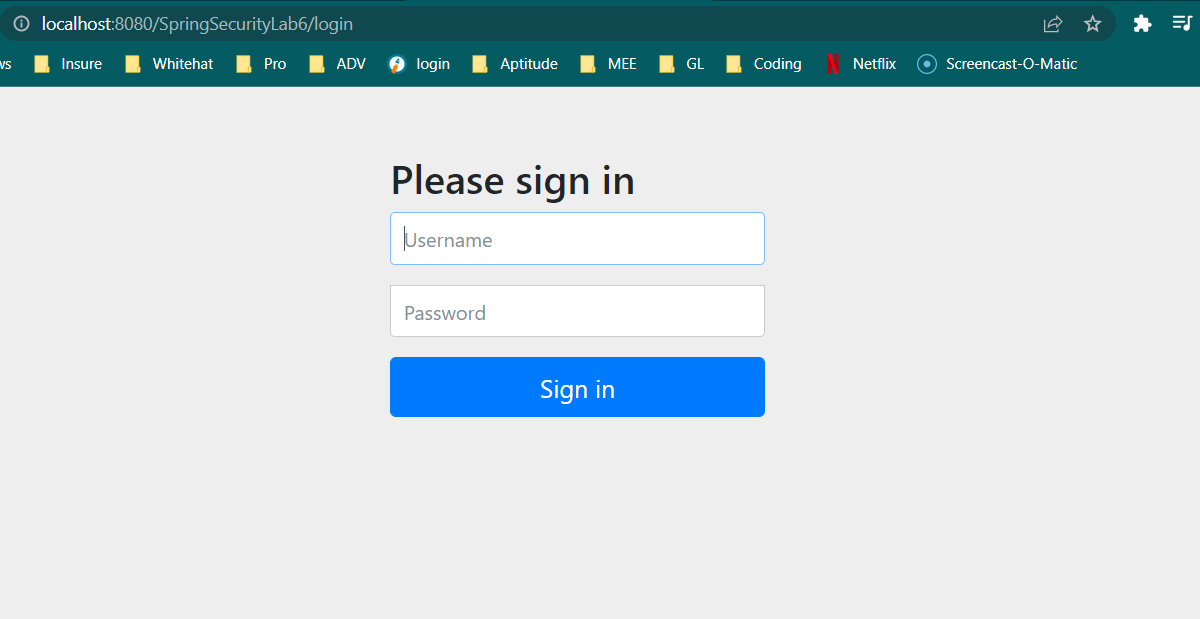 localhost:8080/SpringSecurityLab6/login
ws Insure Whitehat Pro ADV login Aptitude MEE GL Coding Netflix Screencast-O-Matic
Please sign in
Username
Password
Sign in